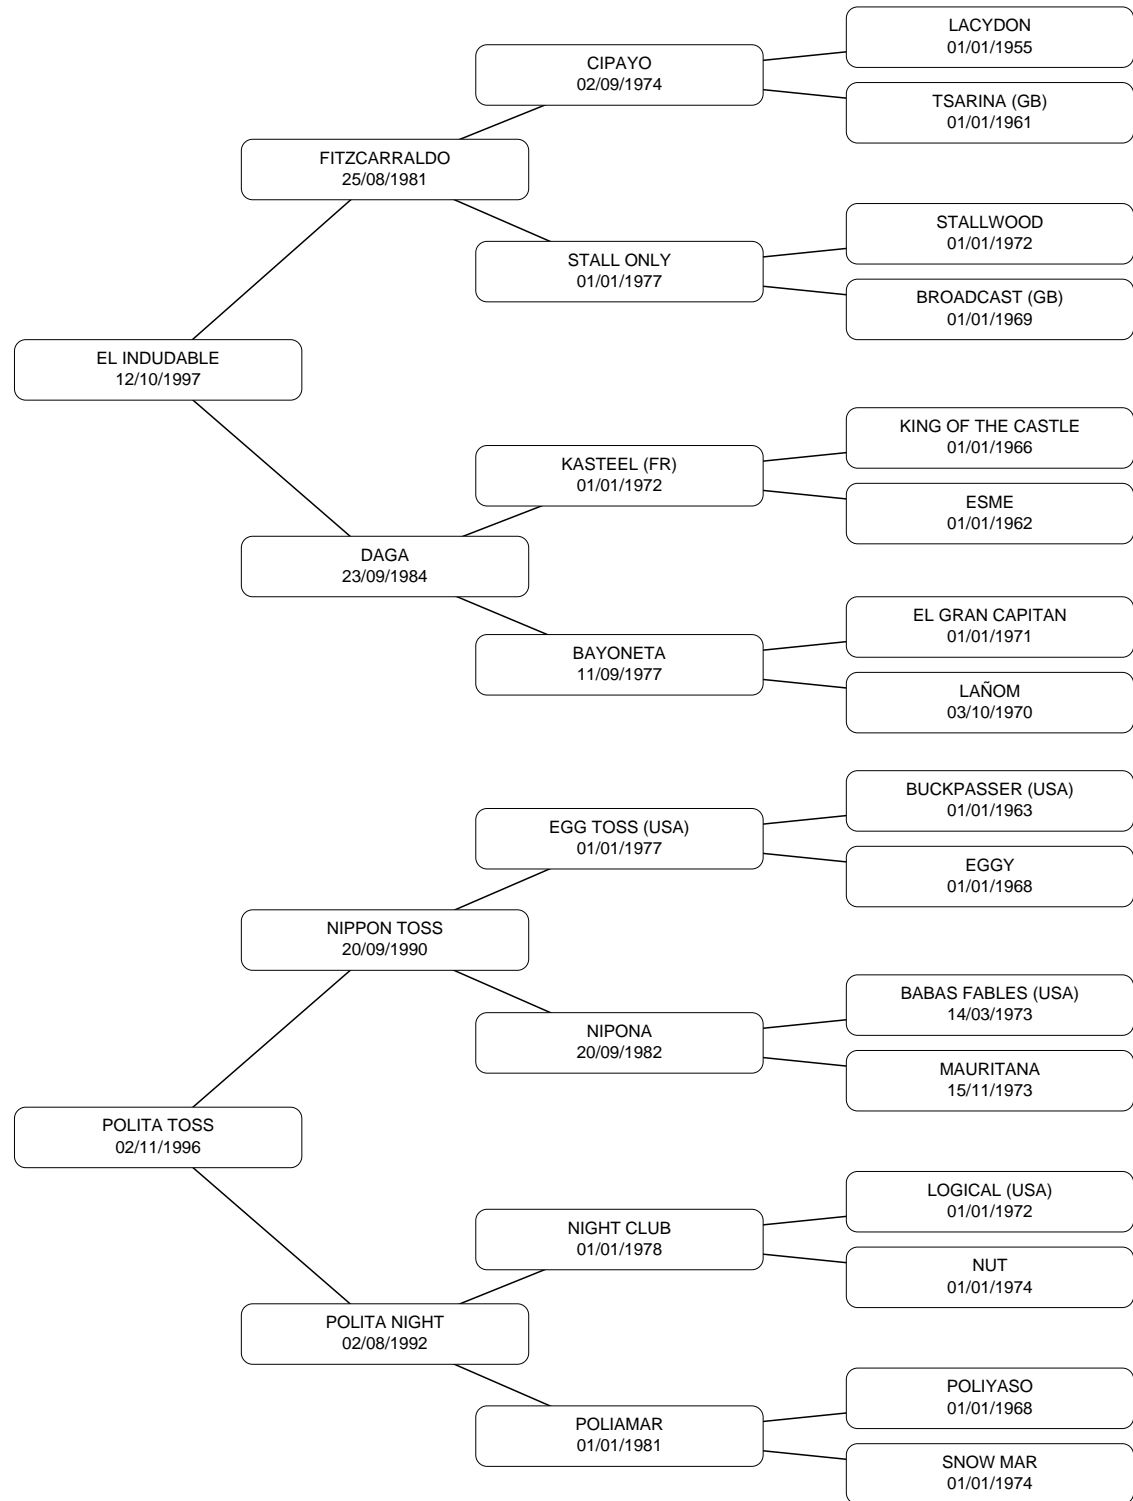 LACYDON
01/01/1955
CIPAYO
02/09/1974
TSARINA (GB)
01/01/1961
FITZCARRALDO
25/08/1981
STALLWOOD
01/01/1972
STALL ONLY
01/01/1977
BROADCAST (GB)
01/01/1969
EL INDUDABLE
12/10/1997
KING OF THE CASTLE
01/01/1966
KASTEEL (FR)
01/01/1972
ESME
01/01/1962
DAGA
23/09/1984
EL GRAN CAPITAN
01/01/1971
BAYONETA
11/09/1977
LAÑOM
03/10/1970
BUCKPASSER (USA)
01/01/1963
EGG TOSS (USA)
01/01/1977
EGGY
01/01/1968
NIPPON TOSS
20/09/1990
BABAS FABLES (USA)
14/03/1973
NIPONA
20/09/1982
MAURITANA
15/11/1973
POLITA TOSS
02/11/1996
LOGICAL (USA)
01/01/1972
NIGHT CLUB
01/01/1978
NUT
01/01/1974
POLITA NIGHT
02/08/1992
POLIYASO
01/01/1968
POLIAMAR
01/01/1981
SNOW MAR
01/01/1974